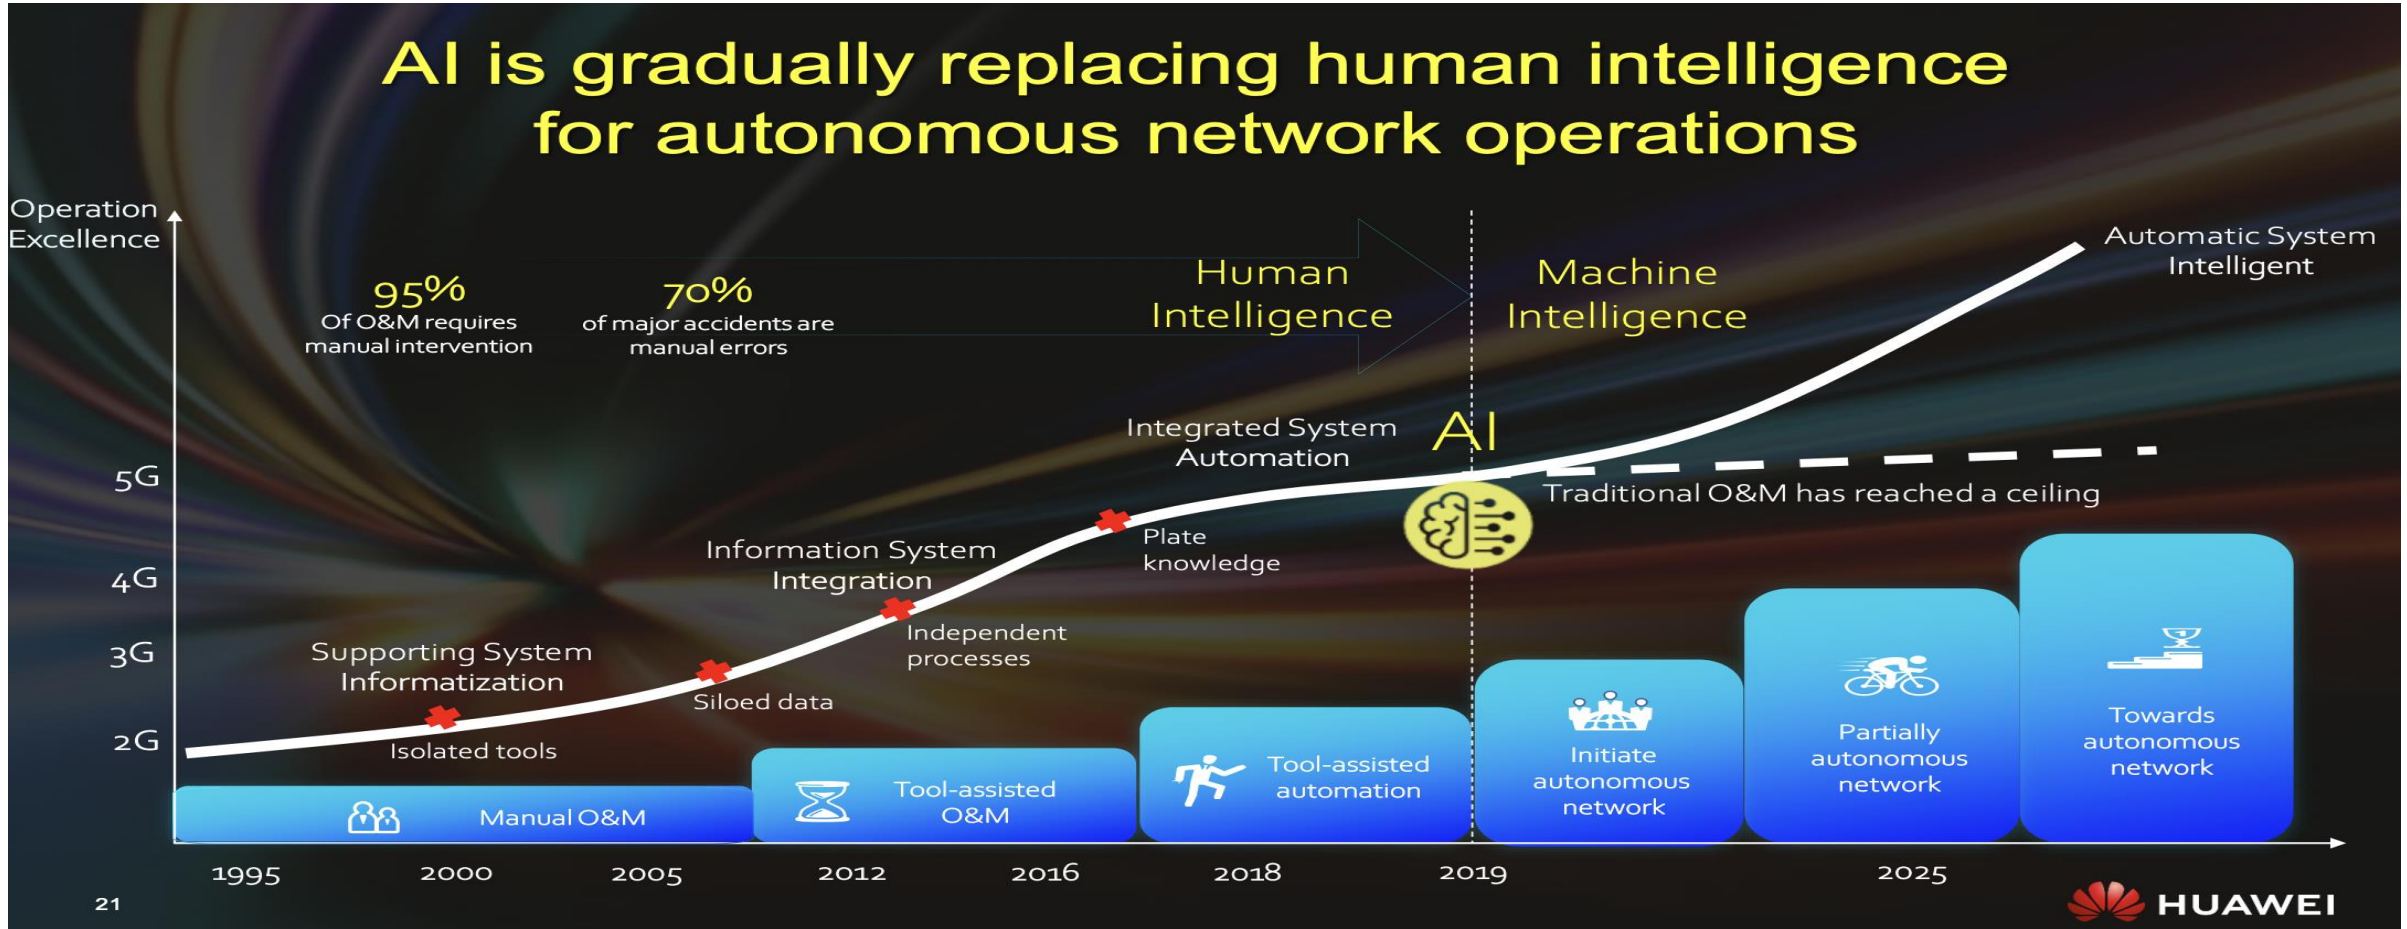 AI is gradually replacing human intelligence
for autonomous network operations
Operation
Excellence
95%
Of O&M requires
manual intervention
70%
of major accidents are
manual errors
Human
Intelligence
Machine
Intelligence
Automatic System
Intelligent
Integrated System
Automation
AI
Traditional O&M has reached a ceiling
Plate
knowledge
Information System
Integration
Independent
processes
Supporting System
Informatization
Siloed data
Isolated tools
5G
4G
3G
2G
Manual O&M
Tool-assisted
O&M
Tool-assisted
automation
Initiate
autonomous
network
Partially
autonomous
network
Towards
autonomous
network
1995
2000
2005
2012
2016
2018
2019
2025
21
HUAWEI